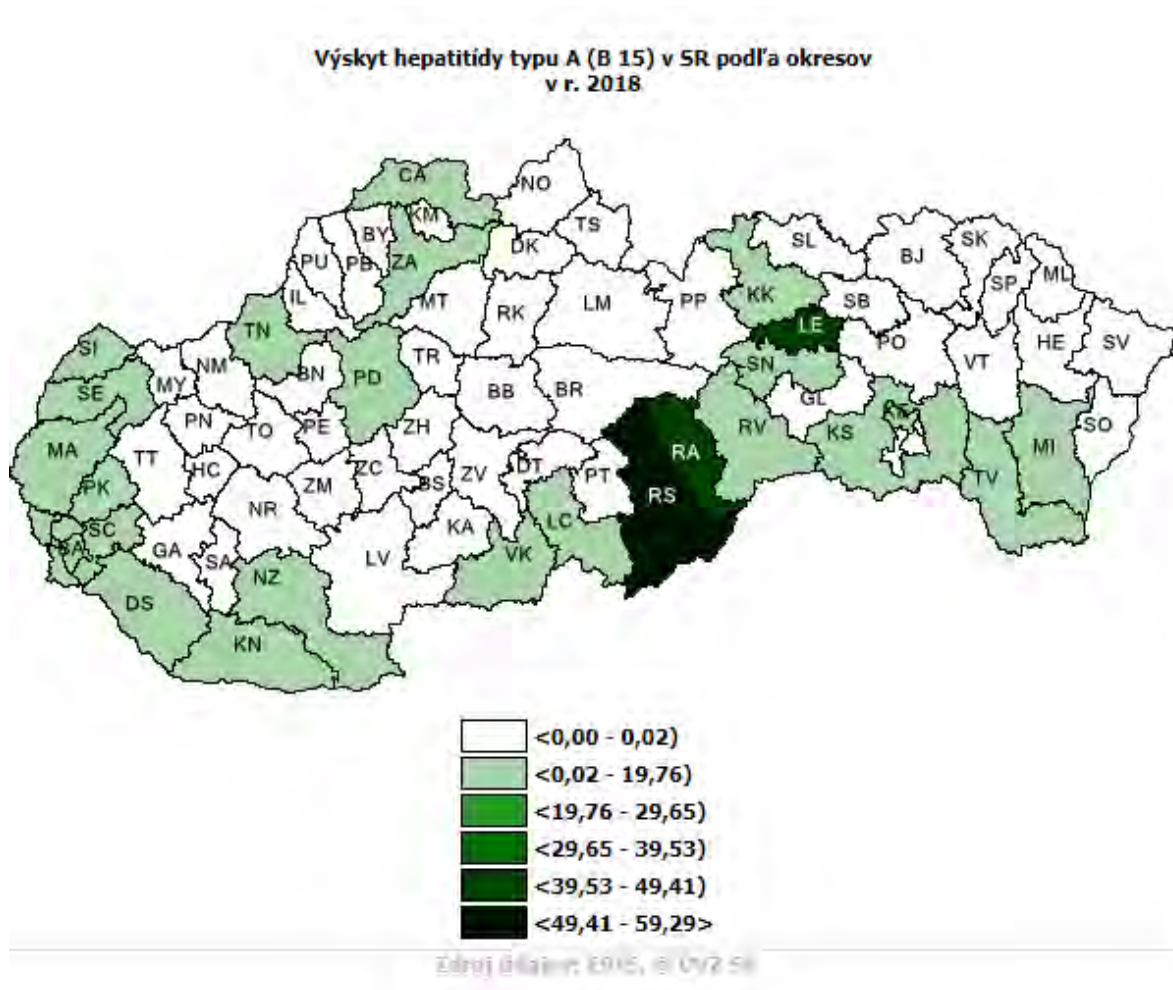 Výskyt hepatitídy typu A (B 15) v SR podľa okresov
v r. 2018
CA
NO
KM
TS
BY
DK
SL
SK
BJ
PU
PB
ZA
ML
SP
IL
MT
RK
LM
PP
KK
SB
TN
LE
PO
HE
SV
SI
TR
VT
NM
BN
PD
SN
MY
BB
BR
SE
GL
PN
TO
PE
ZH
RV
KS
SO
MA
TT
RA
MI
HC
ZC
ZV
DT
PT
PK
ZM
BS
TV
RS
NR
SC
LC
KA
GA
BA
SA
LV
VK
NZ
DS
KN
<0,00 - 0,02)
<0,02 - 19,76)
<19,76 - 29,65)
<29,65 - 39,53)
<39,53 - 49,41)
<49,41 - 59,29>